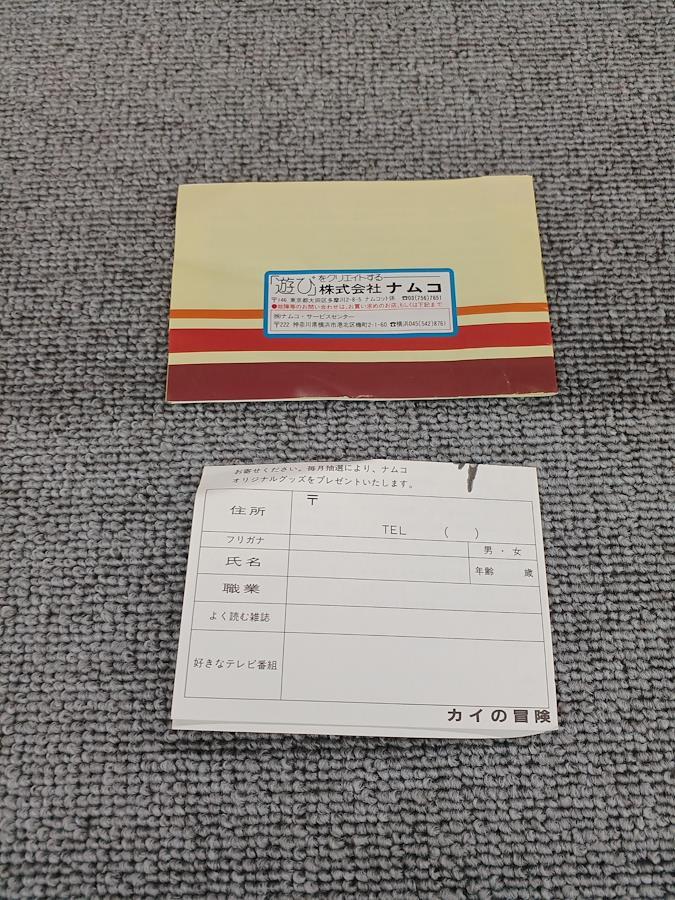 「遊び」をクリエイトする
株式会社 ナムコ
〒146 東京都大田区多摩川2-8-5 ナムコット係 ☎03(756)7651
●故障等のお問い合わせは、お買い求めのお店、もしくは下記まで
㈱ナムコ・サービスセンター
〒222 神奈川県横浜市港北区樽町2-1-60 ☎横浜045(542)8761
お寄せください。毎月抽選により、ナムコ
オリジナルグッズをプレゼントいたします。
住所 〒
TEL ( )
フリガナ
氏名
男・女
年齢 歳
職業
よく読む雑誌
好きなテレビ番組
カイの冒険